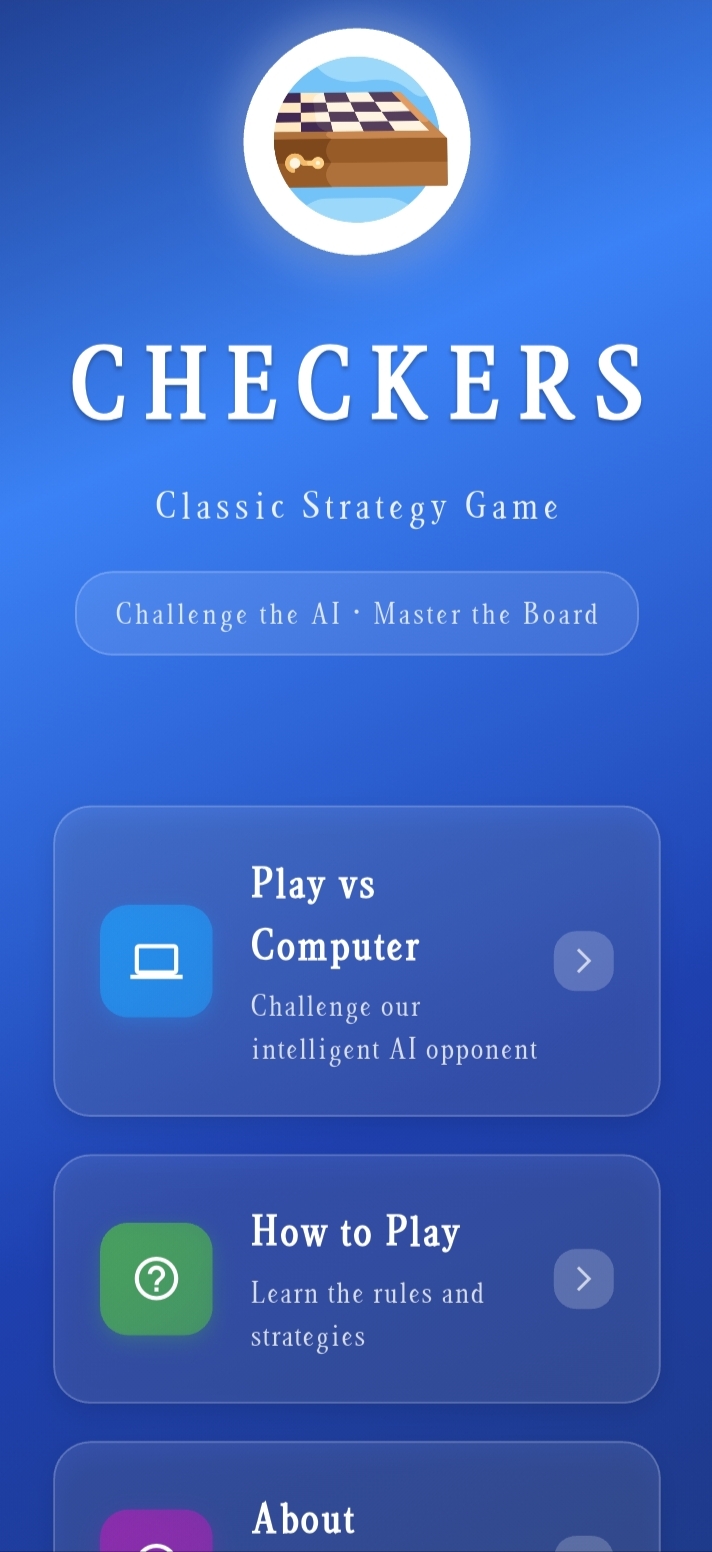 CHECKERS
Classic Strategy Game
Challenge the AI · Master the Board
Play vs
Computer
Challenge our
intelligent AI opponent
How to Play
Learn the rules and
strategies
About